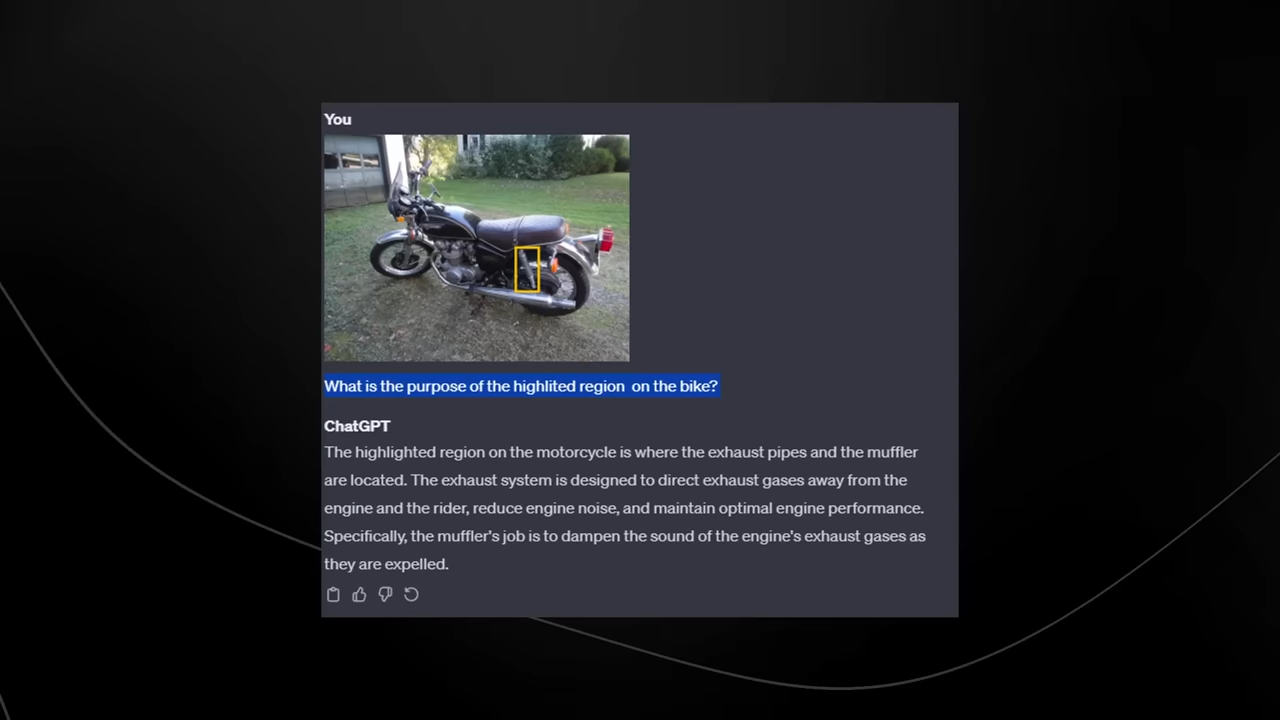 You
What is the purpose of the highlited region  on the bike?
ChatGPT
The highlighted region on the motorcycle is where the exhaust pipes and the muffler
are located. The exhaust system is designed to direct exhaust gases away from the
engine and the rider, reduce engine noise, and maintain optimal engine performance.
Specifically, the muffler's job is to dampen the sound of the engine's exhaust gases as
they are expelled.